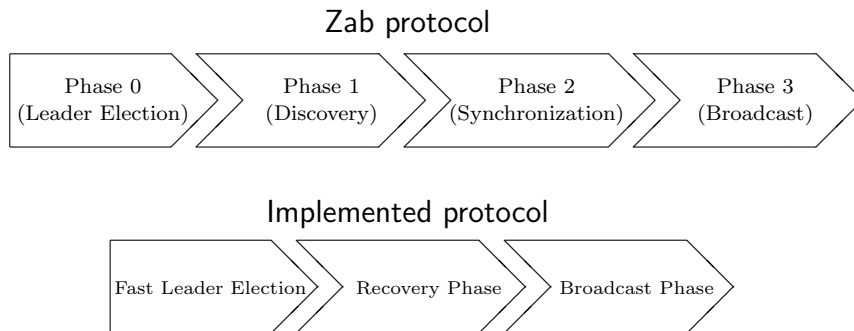 Zab protocol
Phase 0
(Leader Election)
Phase 1
(Discovery)
Phase 2
(Synchronization)
Phase 3
(Broadcast)
Implemented protocol
Fast Leader Election
Recovery Phase
Broadcast Phase